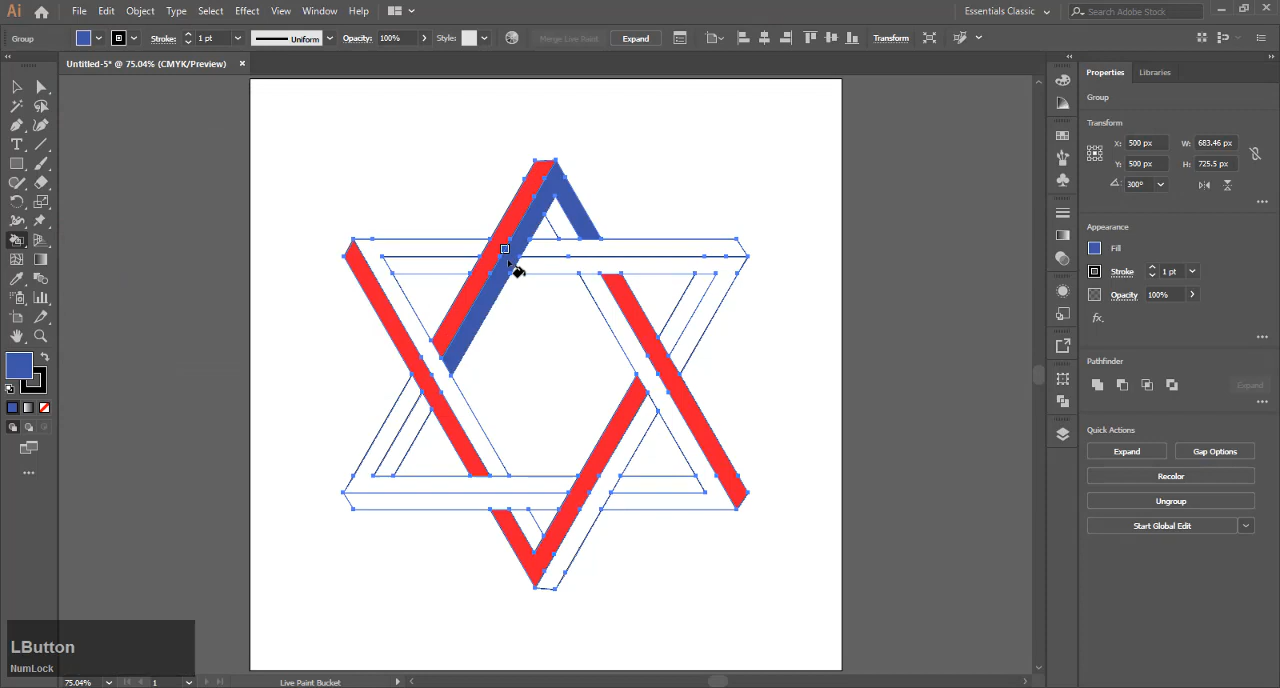 Ai File Edit Object Type Select Effect View Window Help Essentials Classic Search Adobe Stock
Group Stroke: 1 pt Uniform Opacity: 100% Style: Merge Live Paint Expand Transform
Untitled-5* @ 75.04% (CMYK/Preview)
Properties Libraries
Group
Transform
X: 500 px W: 683.46 px
Y: 500 px H: 725.5 px
300°
Appearance
Fill
Stroke 1 pt
Opacity 100%
fx.
Pathfinder
Expand
Quick Actions
Expand Gap Options
Recolor
Ungroup
Start Global Edit
LButton
NumLock
75.04% 1 Live Paint Bucket